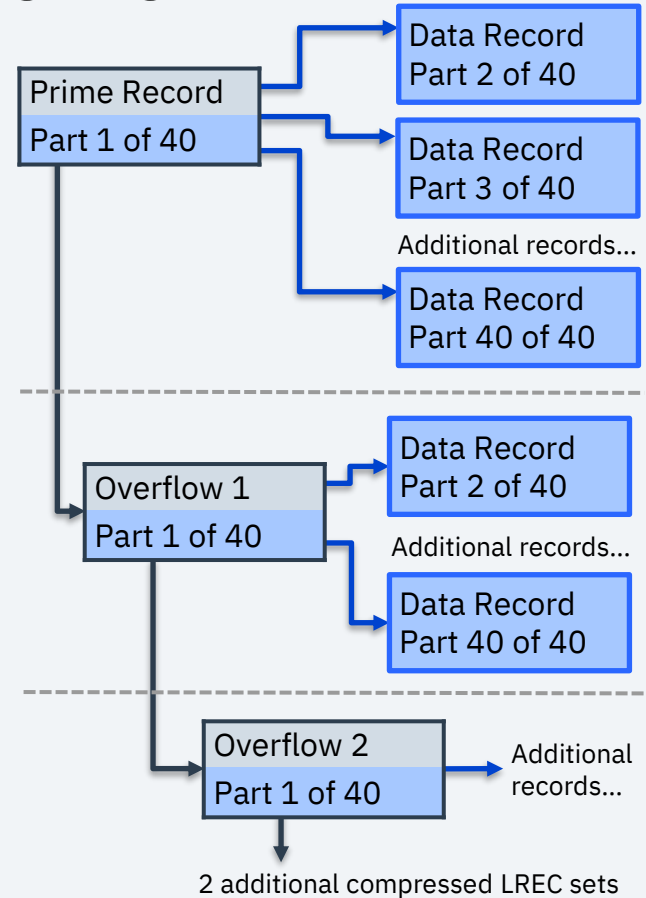 Prime Record
Part 1 of 40
Data Record
Part 2 of 40
Data Record
Part 3 of 40
Additional records...
Data Record
Part 40 of 40
Overflow 1
Part 1 of 40
Data Record
Part 2 of 40
Additional records...
Data Record
Part 40 of 40
Overflow 2
Part 1 of 40
Additional
records...
2 additional compressed LREC sets